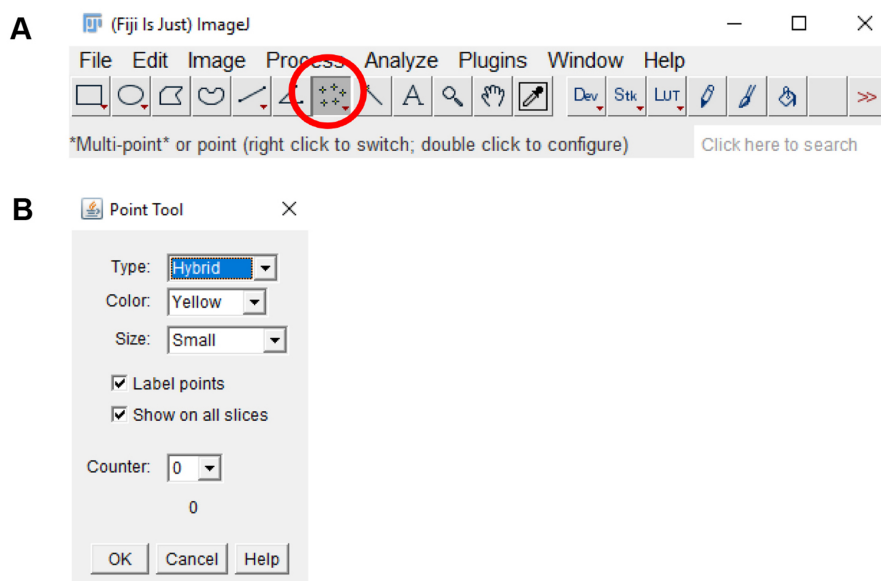 A
(Fiji Is Just) ImageJ
File Edit Image Process Analyze Plugins Window Help
A Dev Stk LUT >>
*Multi-point* or point (right click to switch; double click to configure) Click here to search
B
Point Tool
Type: Hybrid
Color: Yellow
Size: Small
Label points
Show on all slices
Counter: 0
0
OK Cancel Help